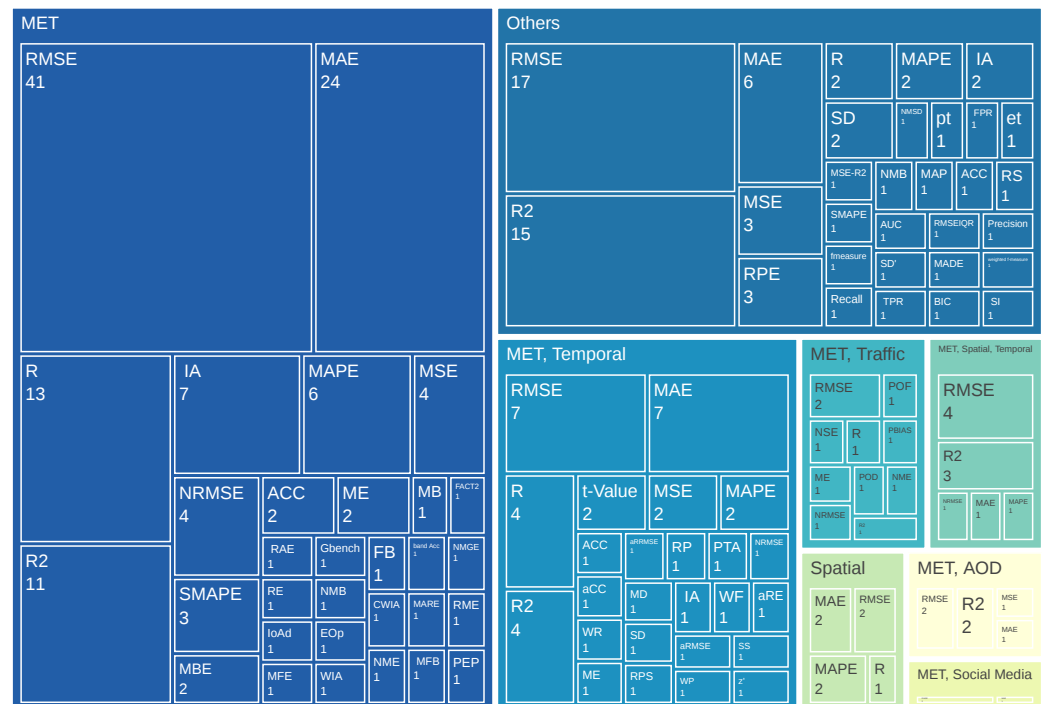 MET
RMSE
41
MAE
24
R
13
IA
7
MAPE
6
MSE
4
R2
11
NRMSE
4
ACC
2
ME
2
MB
1
FACT2
1
SMAPE
3
MBE
2
RAE
1
Gbench
1
FB
1
band Acc
1
NMGE
1
RE
1
NMB
1
CWIA
1
MARE
1
RME
1
IoAd
1
EOp
1
MFE
1
WIA
1
NME
1
MFB
1
PEP
1
Others
RMSE
17
R2
15
MAE
6
MSE
3
RPE
3
R
2
MAPE
2
IA
2
SD
2
NMSD
1
pt
1
FPR
1
et
1
MSE-R2
1
NMB
1
MAP
1
ACC
1
RS
1
SMAPE
1
AUC
1
RMSEIQR
1
Precision
1
fmeasure
1
SD'
1
MADE
1
weighted f-measure
1
Recall
1
TPR
1
BIC
1
SI
1
MET, Temporal
RMSE
7
MAE
7
R
4
t-Value
2
MSE
2
MAPE
2
R2
4
ACC
1
aRRMSE
1
RP
1
PTA
1
NRMSE
1
aCC
1
MD
1
IA
1
WF
1
aRE
1
WR
1
SD
1
aRMSE
1
SS
1
ME
1
RPS
1
WP
1
z'
1
MET, Traffic
RMSE
2
POF
1
NSE
1
R
1
PBIAS
1
ME
1
POD
1
NME
1
NRMSE
1
R2
1
MET, Spatial, Temporal
RMSE
4
R2
3
NRMSE
1
MAE
1
MAPE
1
Spatial
MAE
2
RMSE
2
MAPE
2
R
1
MET, AOD
RMSE
2
R2
2
MSE
1
MAE
1
MET, Social Media